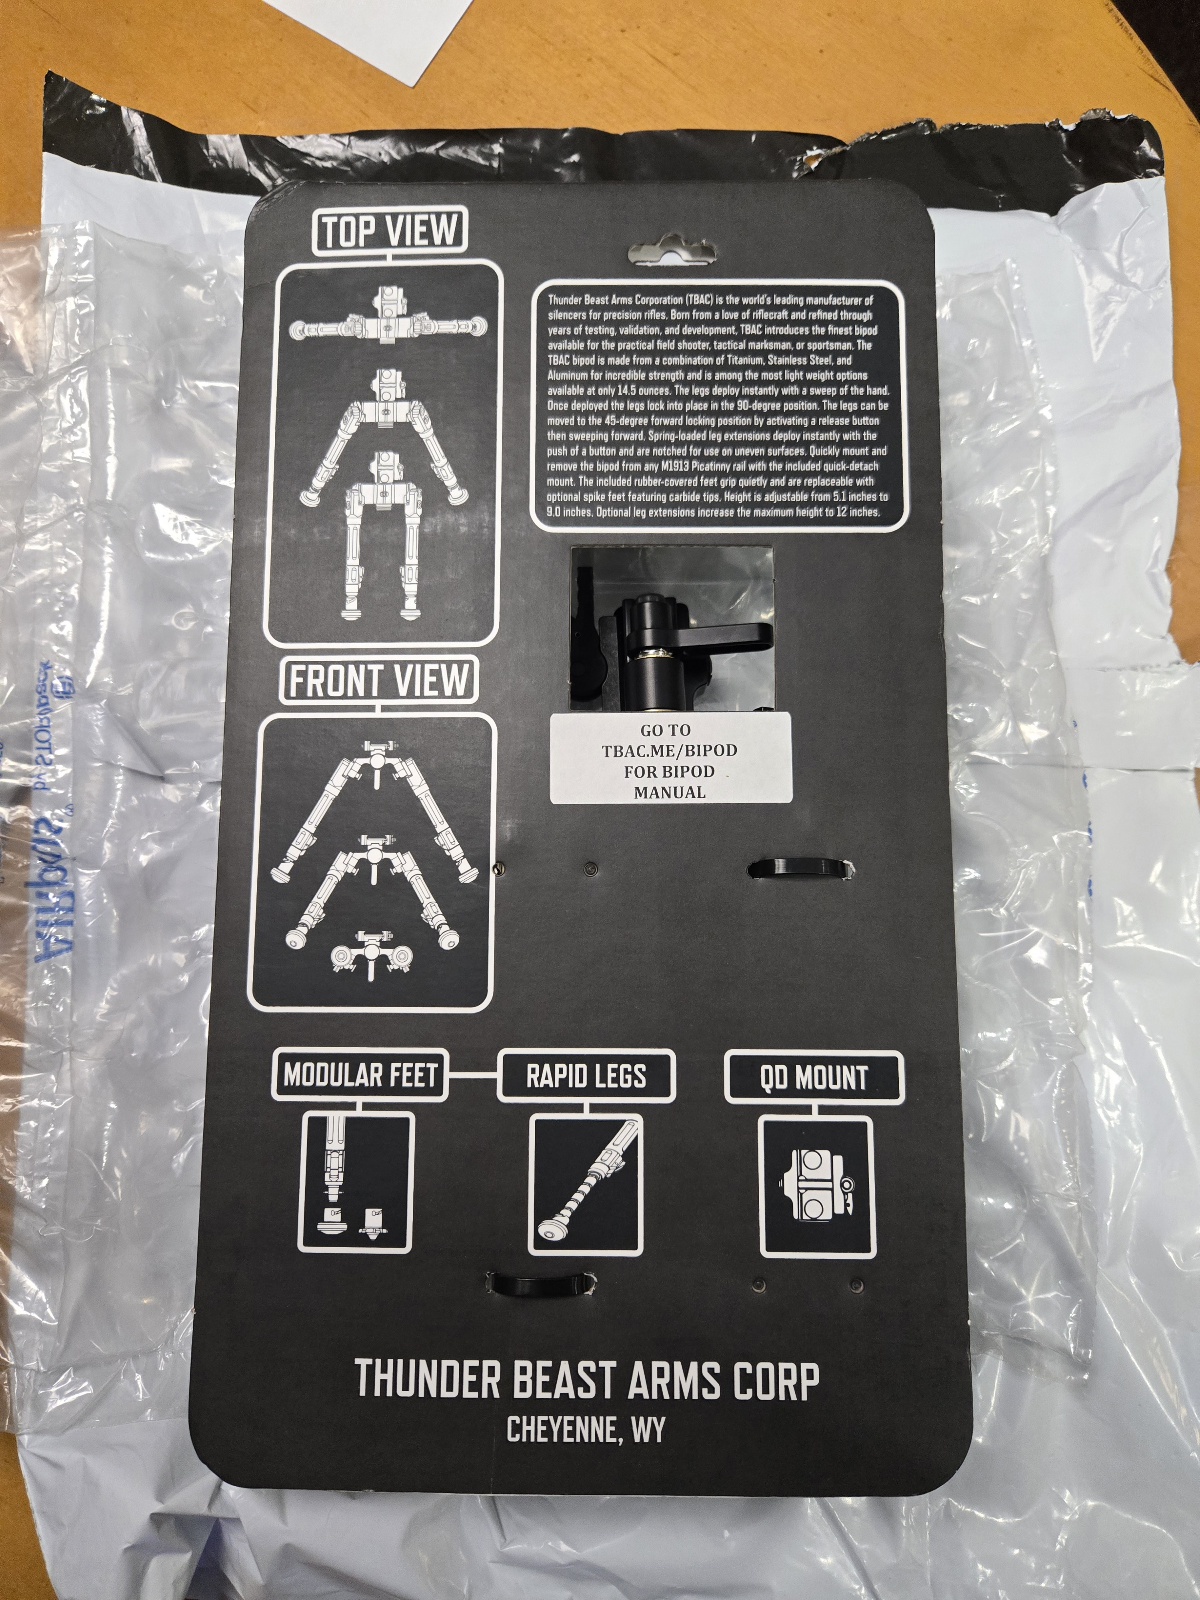 TOP VIEW
Thunder Beast Arms Corporation (TBAC) is the world's leading manufacturer of
silencers for precision rifles. Born from a love of riflecraft and refined through
years of testing, validation, and development, TBAC introduces the finest bipod
available for the practical field shooter, tactical marksman, or sportsman. The
TBAC bipod is made from a combination of Titanium, Stainless Steel, and
Aluminum for incredible strength and is among the most light weight options
available at only 14.5 ounces. The legs deploy instantly with a sweep of the hand.
Once deployed the legs lock into place in the 90-degree position. The legs can be
moved to the 45-degree forward locking position by activating a release button
then sweeping forward. Spring-loaded leg extensions deploy instantly with the
push of a button and are notched for use on uneven surfaces. Quickly mount and
remove the bipod from any M1913 Picatinny rail with the included quick-detach
mount. The included rubber-covered feet grip quietly and are replaceable with
optional spike feet featuring carbide tips. Height is adjustable from 5.1 inches to
9.0 inches. Optional leg extensions increase the maximum height to 12 inches.
FRONT VIEW
GO TO
TBAC.ME/BIPOD
FOR BIPOD
MANUAL
MODULAR FEET
RAPID LEGS
QD MOUNT
THUNDER BEAST ARMS CORP
CHEYENNE, WY